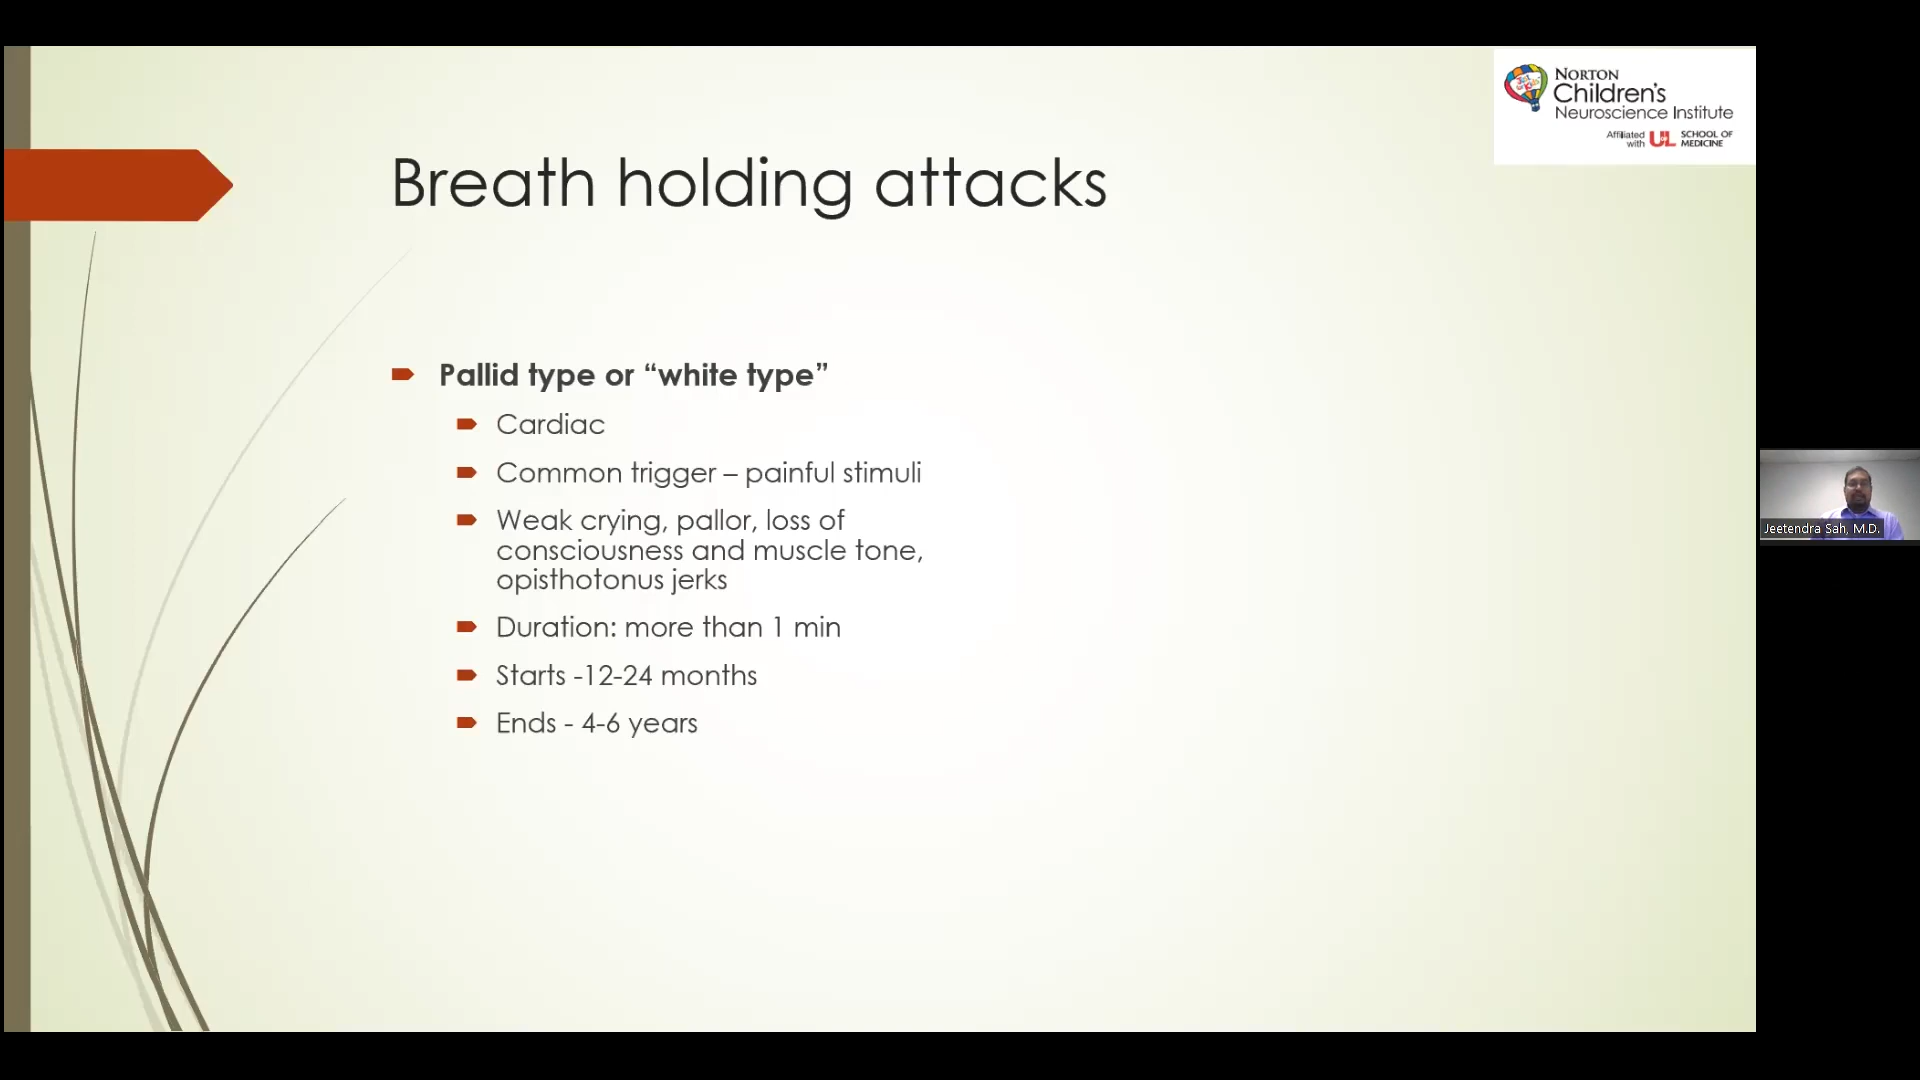 NORTON
Children's
Neuroscience Institute
Affiliated with UofL SCHOOL OF MEDICINE
Breath holding attacks
Pallid type or “white type”
Cardiac
Common trigger – painful stimuli
Weak crying, pallor, loss of
consciousness and muscle tone,
opisthotonus jerks
Duration: more than 1 min
Starts -12-24 months
Ends - 4-6 years
Jeetendra Sah, M.D.